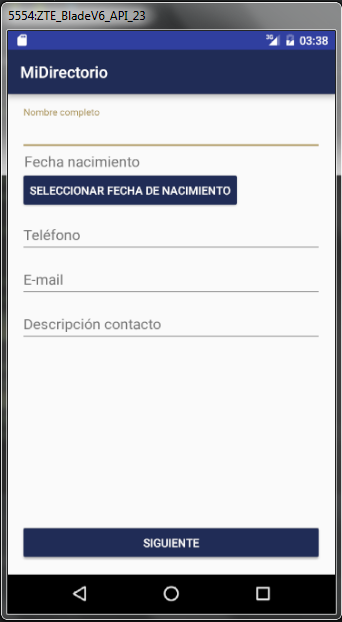 5554:ZTE_BladeV6_API_23
3G 03:38
MiDirectorio
Nombre completo
Fecha nacimiento
SELECCIONAR FECHA DE NACIMIENTO
Teléfono
E-mail
Descripción contacto
SIGUIENTE